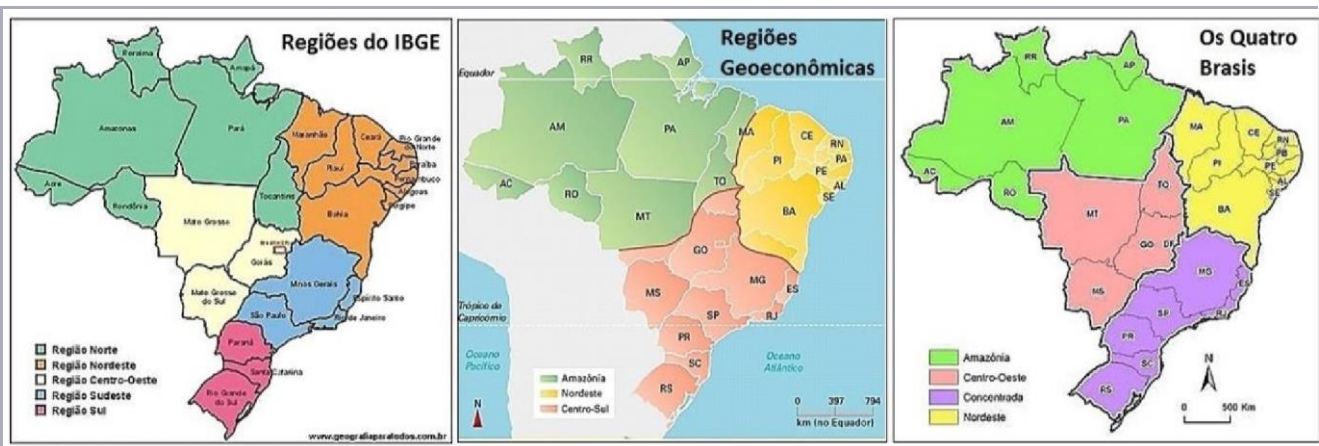 Regiões do IBGE
Roraima
Amapá
Amazonas
Pará
Maranhão
Ceará
Rio Grande
do Norte
Paraíba
Piauí
Pernambuco
Alagoas
Acre
Rondônia
Tocantins
Bahia
Mato Grosso
Goiás
Minas Gerais
Mato Grosso
do Sul
Espírito Santo
São Paulo
Paraná
Santa Catarina
Rio Grande
do Sul
Região Norte
Região Nordeste
Região Centro-Oeste
Região Sudeste
Região Sul
www.geografiaparatodos.com.br
Regiões
Geoeconômicas
Equador
RR
AP
AM
PA
MA
CE
RN
PI
PA
PE
AL
SE
AC
RO
TO
MT
BA
GO
MG
MS
ES
SP
RJ
PR
SC
RS
Trópico de
Capricórnio
Oceano
Pacífico
Oceano
Atlântico
Amazônia
Nordeste
Centro-Sul
N
0 397 794
km (no Equador)
Os Quatro
Brasis
RR
AP
AM
PA
MA
CE
RN
PB
PI
PE
AL
SE
AC
RO
TO
MT
BA
GO
DF
MG
MS
ES
SP
RJ
PR
SC
RS
Amazônia
Centro-Oeste
Concentrada
Nordeste
N
0 500 Km